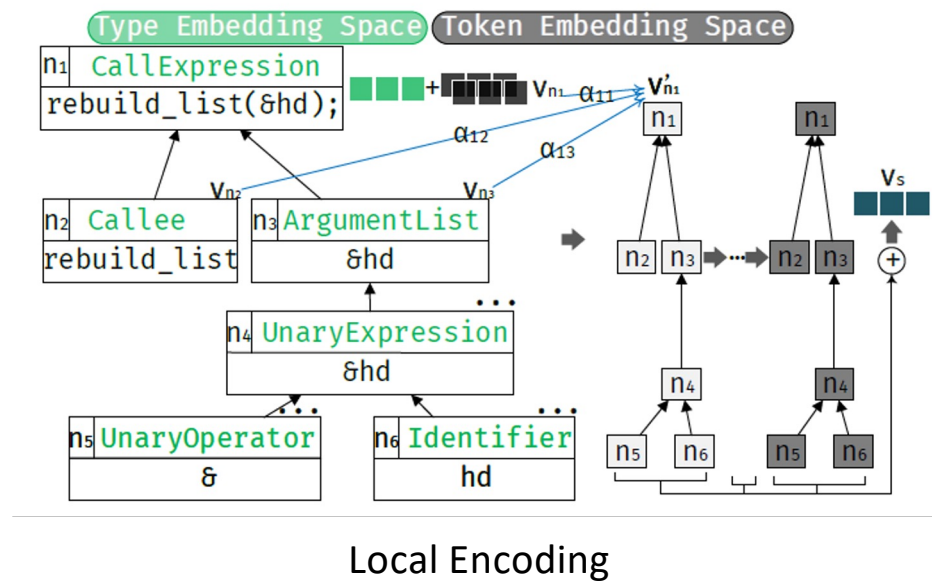 Type Embedding Space Token Embedding Space
n₁ CallExpression
rebuild_list(&hd);
+ Vn₁ α₁₁ V'n₁
α₁₂
α₁₃
Vn₂ Vn₃
n₂ Callee
rebuild_list
n₃ ArgumentList
&hd
...
n₄ UnaryExpression
&hd
...
n₅ UnaryOperator
&
...
n₆ Identifier
hd
n₁ n₁
Vs
n₂ n₃ ... n₂ n₃ +
n₄ n₄
n₅ n₆ n₅ n₆
Local Encoding